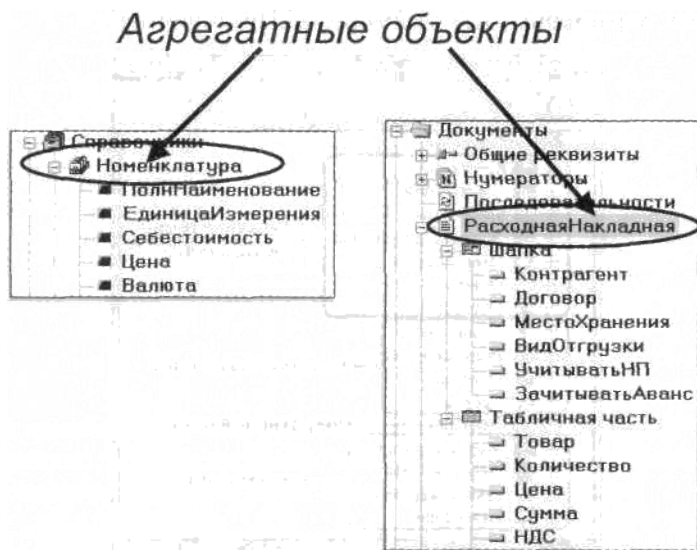 Агрегатные объекты
Справочники
Номенклатура
ПолнНаименование
ЕдиницаИзмерения
Себестоимость
Цена
Валюта
Документы
Общие реквизиты
Нумераторы
Последовательности
РасходнаяНакладная
Шапка
Контрагент
Договор
МестоХранения
ВидОтгрузки
УчитыватьНП
ЗачитыватьАванс
Табличная часть
Товар
Количество
Цена
Сумма
НДС